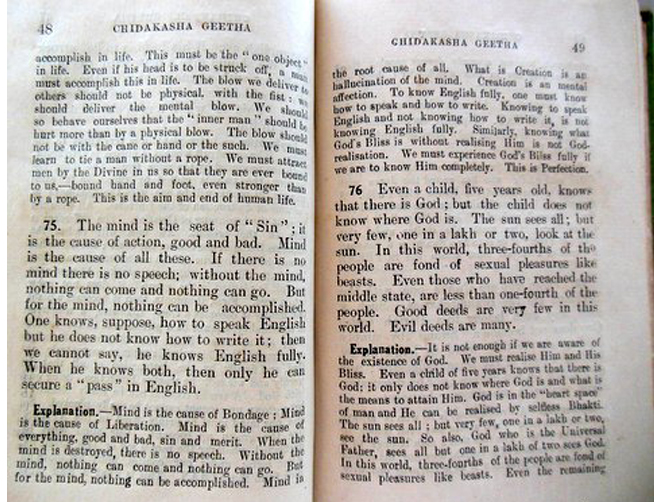 48 CHIDAKASHA GEETHA
accomplish in life. This must be the "one object"
in life. Even if his head is to be struck off, a man
must accomplish this in life. The blow we deliver to
others should not be physical, with the fist; we
should deliver the mental blow. We should
so behave ourselves that the "inner man" should be
hurt more than by a physical blow. The blow should
not be with the cane or hand or the such. We must
learn to tie a man without a rope. We must attract
men by the Divine in us so that they are ever bound
to us,—bound hand and foot, even stronger than
by a rope. This is the aim and end of human life.
75. The mind is the seat of "Sin"; it
is the cause of action, good and bad. Mind
is the cause of all these. If there is no
mind there is no speech; without the mind,
nothing can come and nothing can go. But
for the mind, nothing can be accomplished.
One knows, suppose, how to speak English
but he does not know how to write it; then
we cannot say, he knows English fully.
When he knows both, then only he can
secure a "pass" in English.
Explanation.—Mind is the cause of Bondage; Mind
is the cause of Liberation. Mind is the cause of
everything, good and bad, sin and merit. When the
mind is destroyed, there is no speech. Without the
mind, nothing can come and nothing can go. But
for the mind, nothing can be accomplished. Mind is
CHIDAKASHA GEETHA 49
the root cause of all. What is Creation is an
hallucination of the mind. Creation is an mental
affection. To know English fully, one must know
how to speak and how to write. Knowing to speak
English and not knowing how to write it, is not
knowing English fully. Similarly, knowing what
God's Bliss is without realising Him is not God-
realisation. We must experience God's Bliss fully if
we are to know Him completely. This is Perfection.
76 Even a child, five years old, knows
that there is God; but the child does not
know where God is. The sun sees all; but
very few, one in a lakh or two, look at the
sun. In this world, three-fourths of the
people are fond of sexual pleasures like
beasts. Even those who have reached the
middle state, are less than one-fourth of the
people. Good deeds are very few in this
world. Evil deeds are many.
Explanation.—It is not enough if we are aware of
the existence of God. We must realise Him and His
Bliss. Even a child of five years knows that there is
God; it only does not know where God is and what is
the means to attain Him. God is in the "heart space"
of man and He can be realised by selfless Bhakti.
The sun sees all; but very few, one in a lakh or two,
see the sun. So also, God who is the Universal
Father, sees all but one in a lakh of two sees God.
In this world, three-fourths of the people are fond of
sexual pleasures like beasts. Even the remaining